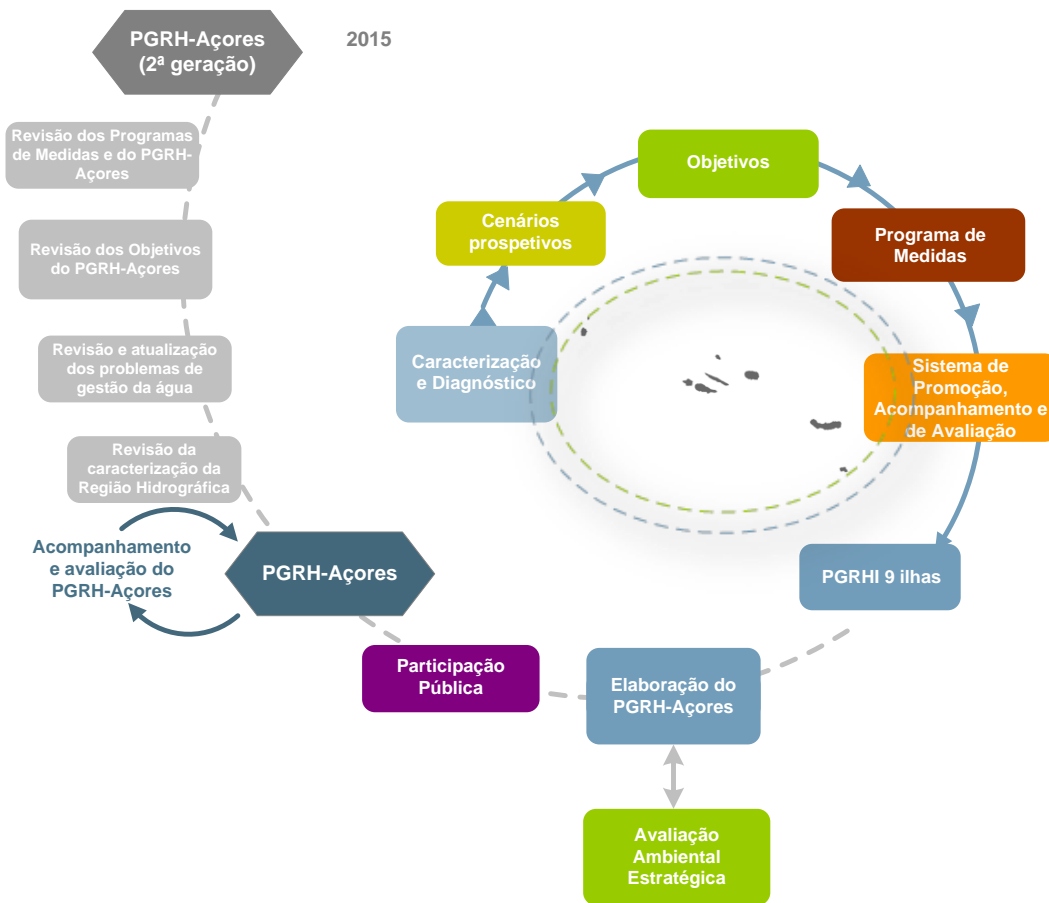 PGRH-Açores
(2ª geração)
2015
Revisão dos Programas
de Medidas e do PGRH-
Açores
Revisão dos Objetivos
do PGRH-Açores
Revisão e atualização
dos problemas de
gestão da água
Revisão da
caracterização da
Região Hidrográfica
Acompanhamento
e avaliação do
PGRH-Açores
PGRH-Açores
Objetivos
Cenários
prospetivos
Programa de
Medidas
Caracterização
e Diagnóstico
Sistema de
Promoção,
Acompanhamento e
de Avaliação
PGRHI 9 ilhas
Participação
Pública
Elaboração do
PGRH-Açores
Avaliação
Ambiental
Estratégica